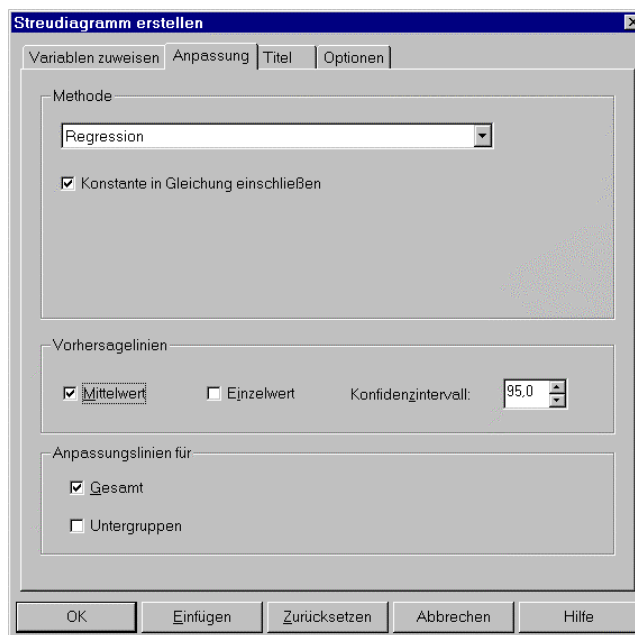 Streudiagramm erstellen
Variablen zuweisen Anpassung Titel Optionen
Methode
Regression
Konstante in Gleichung einschließen
Vorhersagelinien
Mittelwert Einzelwert Konfidenzintervall: 95,0
Anpassungslinien für
Gesamt
Untergruppen
OK Einfügen Zurücksetzen Abbrechen Hilfe